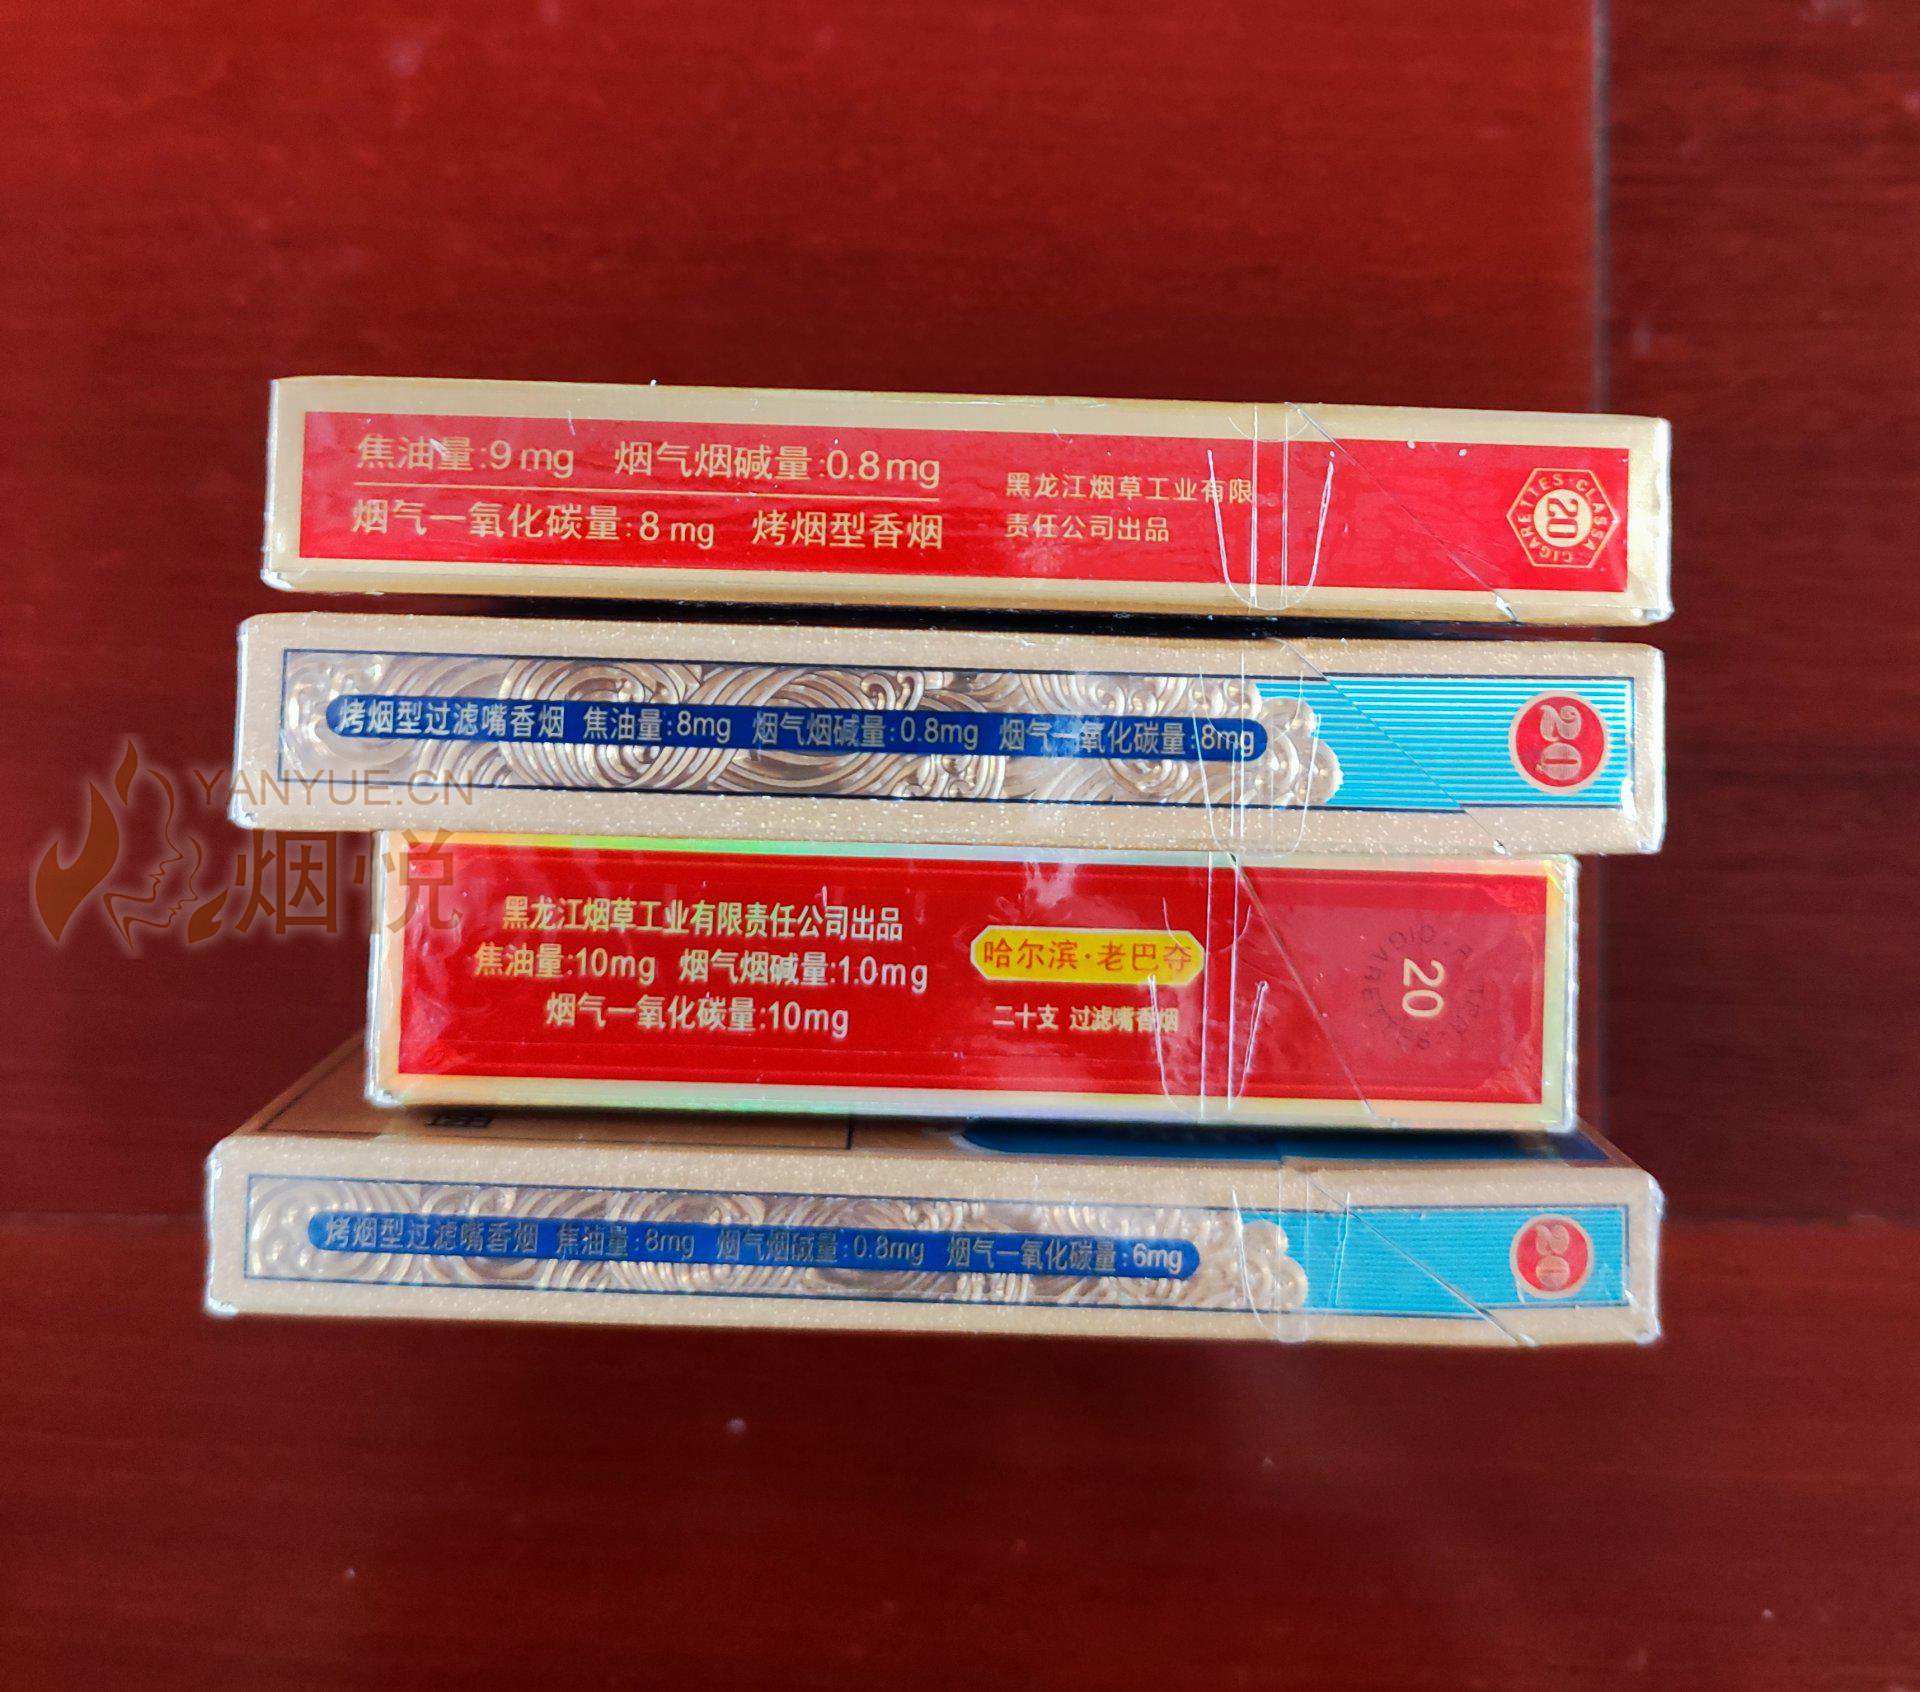 焦油量:9mg 烟气烟碱量:0.8mg
烟气一氧化碳量:8mg 烤烟型香烟
黑龙江烟草工业有限
责任公司出品
CLASS A · CIGARETTES
20
烤烟型过滤嘴香烟 焦油量:8mg 烟气烟碱量:0.8mg 烟气一氧化碳量:8mg
20
YANYUE.CN
烟悦
黑龙江烟草工业有限责任公司出品
焦油量:10mg 烟气烟碱量:1.0mg
烟气一氧化碳量:10mg
哈尔滨·老巴夺
二十支 过滤嘴香烟
20
烤烟型过滤嘴香烟 焦油量:8mg 烟气烟碱量:0.8mg 烟气一氧化碳量:6mg
20